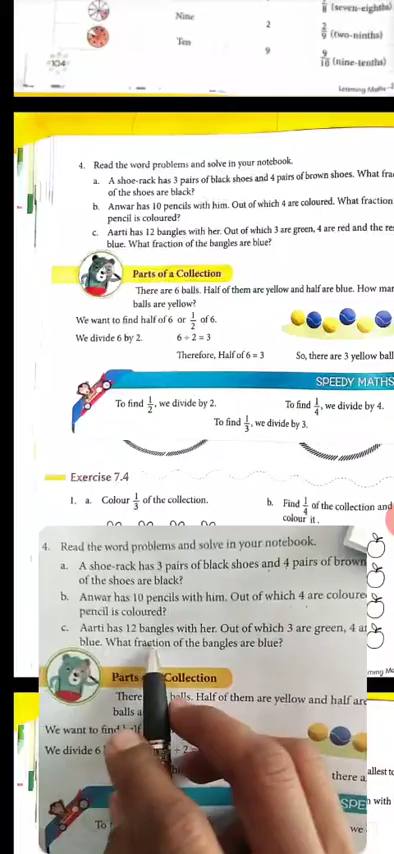 Nine 2 7/8 (seven-eighths)
Ten 9 2/9 (two-ninths)
104 9/10 (nine-tenths)
Learning Maths
4. Read the word problems and solve in your notebook.
a. A shoe-rack has 3 pairs of black shoes and 4 pairs of brown shoes. What fra
of the shoes are black?
b. Anwar has 10 pencils with him. Out of which 4 are coloured. What fraction
pencil is coloured?
c. Aarti has 12 bangles with her. Out of which 3 are green, 4 are red and the re
blue. What fraction of the bangles are blue?
Parts of a Collection
There are 6 balls. Half of them are yellow and half are blue. How mar
balls are yellow?
We want to find half of 6 or 1/2 of 6.
We divide 6 by 2. 6 ÷ 2 = 3
Therefore, Half of 6 = 3 So, there are 3 yellow ball
SPEEDY MATHS
To find 1/2, we divide by 2. To find 1/4, we divide by 4.
To find 1/3, we divide by 3.
Exercise 7.4
1. a. Colour 1/3 of the collection. b. Find 1/4 of the collection and
colour it.
4. Read the word problems and solve in your notebook.
a. A shoe-rack has 3 pairs of black shoes and 4 pairs of brown
of the shoes are black?
b. Anwar has 10 pencils with him. Out of which 4 are coloure
pencil is coloured?
c. Aarti has 12 bangles with her. Out of which 3 are green, 4 ar
blue. What fraction of the bangles are blue?
Parts Collection
There balls. Half of them are yellow and half are
balls a
We want to find
We divide 6 ÷ 2
there a
SPE
To we
allest
with